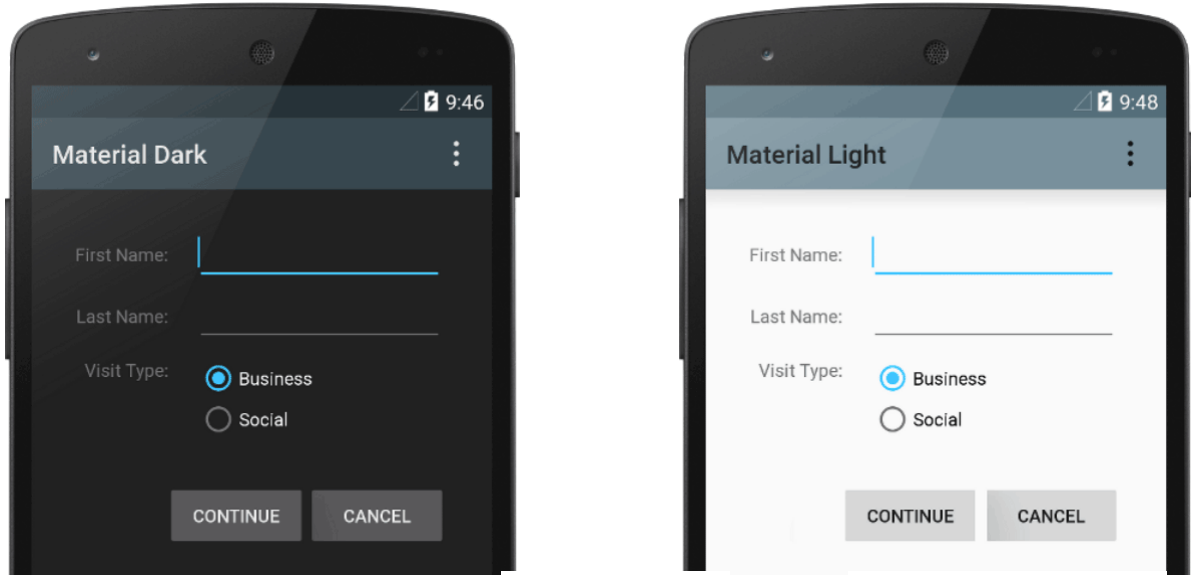 9:46
Material Dark
First Name:
Last Name:
Visit Type:
Business
Social
CONTINUE CANCEL
9:48
Material Light
First Name:
Last Name:
Visit Type:
Business
Social
CONTINUE CANCEL